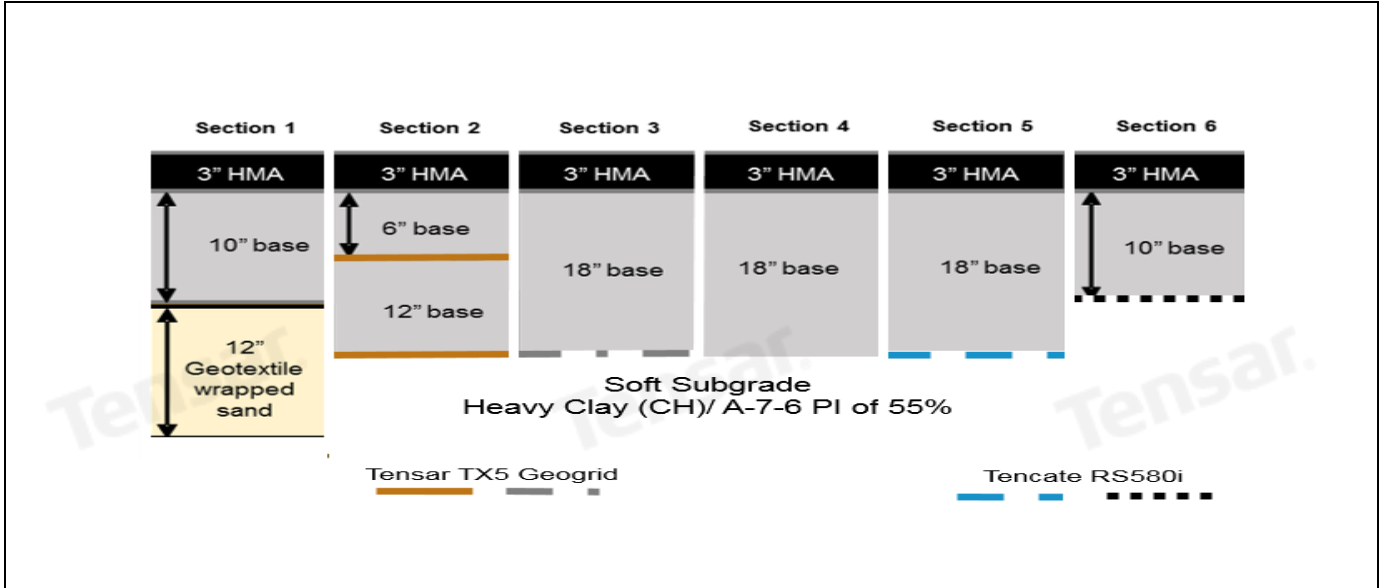 Section 1
Section 2
Section 3
Section 4
Section 5
Section 6
3” HMA
3” HMA
3” HMA
3” HMA
3” HMA
3” HMA
10” base
6” base
12” base
18” base
18” base
18” base
10” base
12”
Geotextile
wrapped
sand
Soft Subgrade
Heavy Clay (CH)/ A-7-6 PI of 55%
Tensar TX5 Geogrid
Tencate RS580i
Tensar.
Tensar.
Tensar.